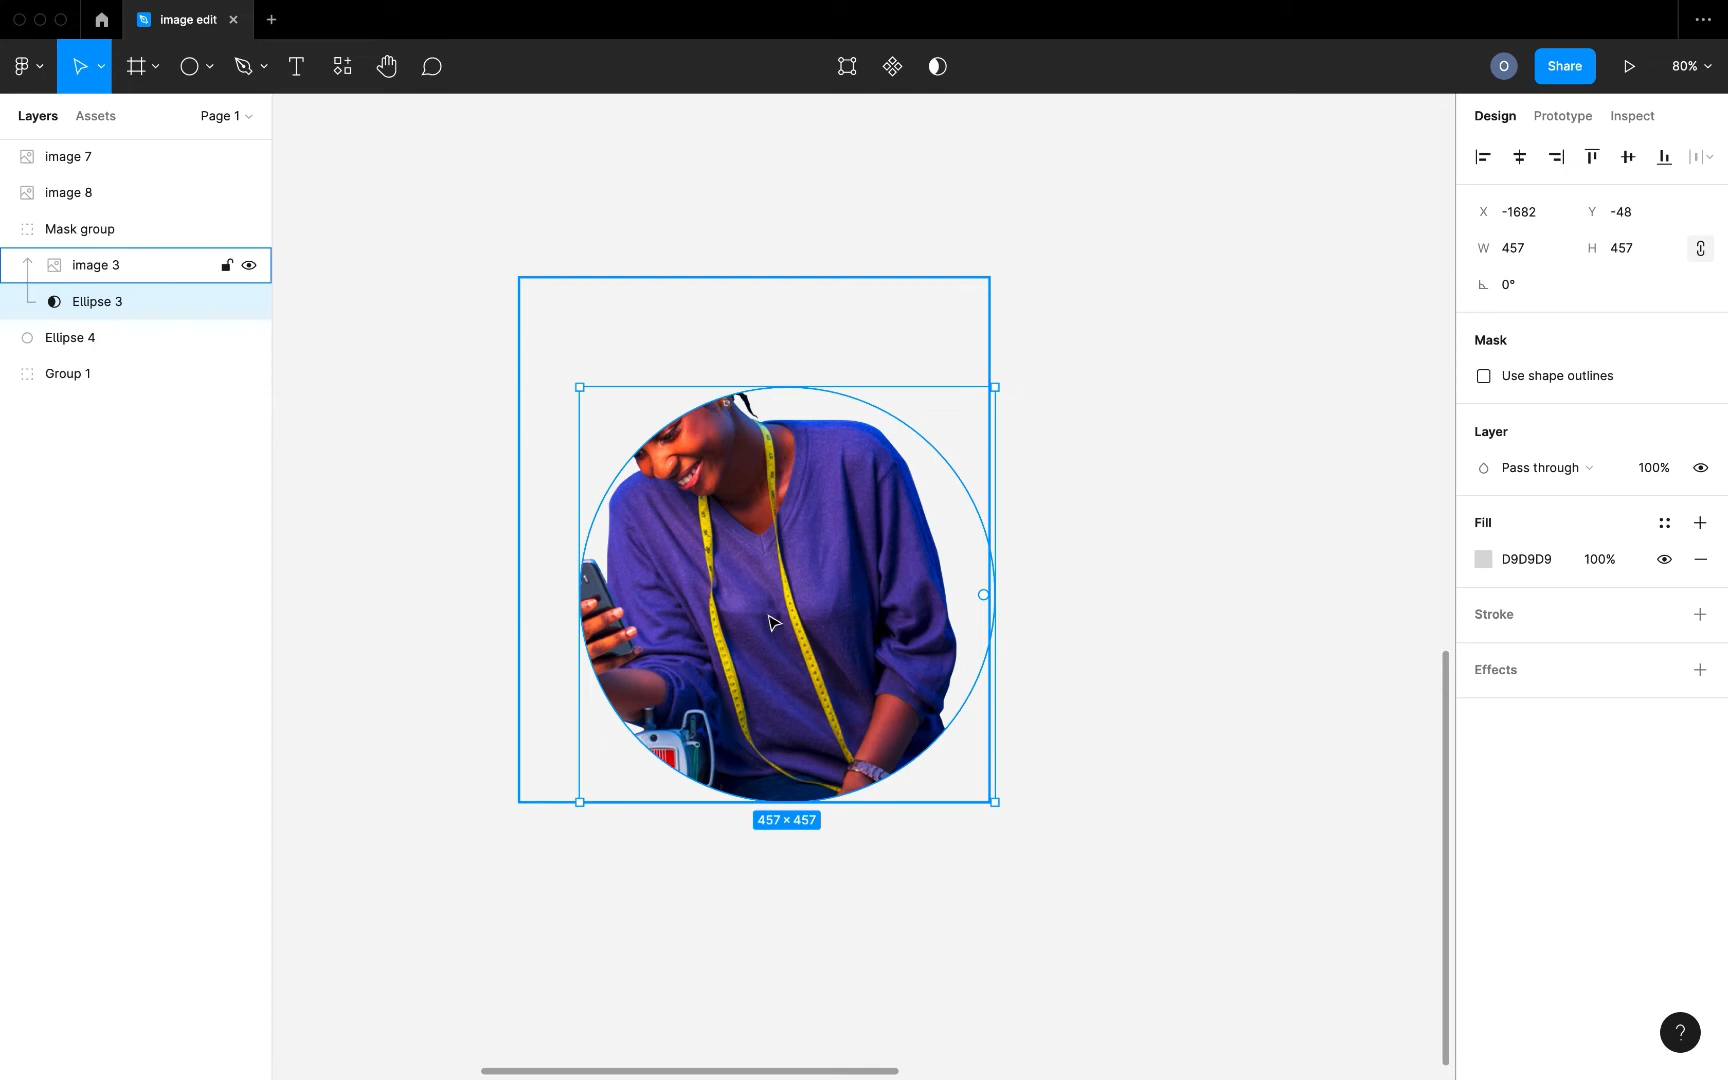 image edit
T
O
Share
80%
Layers
Assets
Page 1
image 7
image 8
Mask group
image 3
Ellipse 3
Ellipse 4
Group 1
457 × 457
Design
Prototype
Inspect
X -1682
Y -48
W 457
H 457
0°
Mask
Use shape outlines
Layer
Pass through
100%
Fill
D9D9D9
100%
Stroke
Effects
?